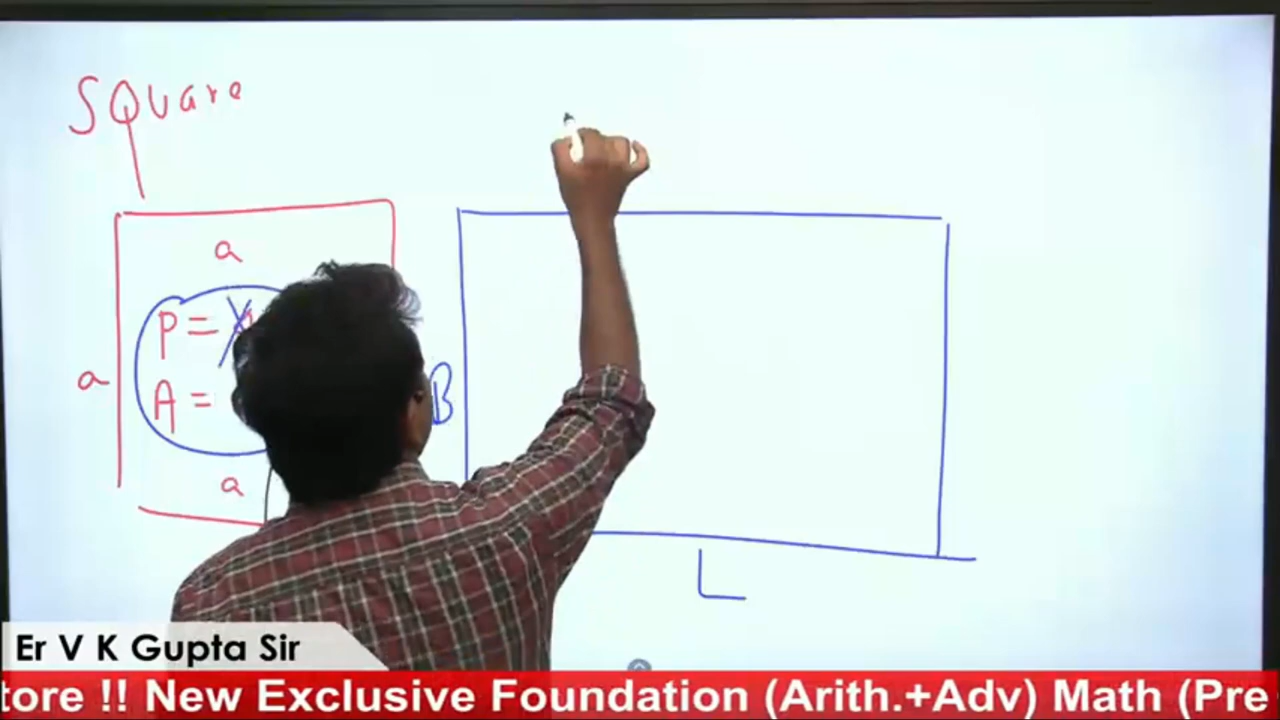 SQUare
a
P =
a
A =
B
a
L
Er V K Gupta Sir
tore !! New Exclusive Foundation (Arith.+Adv) Math (Pre